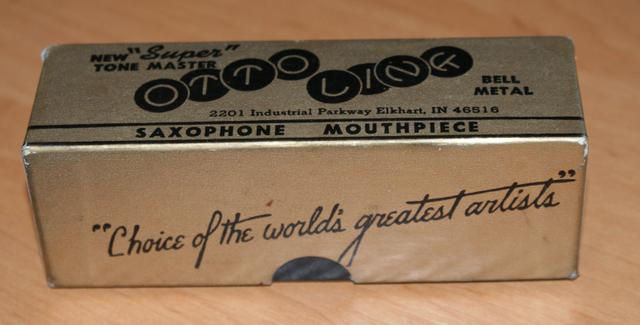 NEW "Super"
TONE MASTER
OTTO LINK
BELL
METAL
2201 Industrial Parkway Elkhart, IN 46516
SAXOPHONE MOUTHPIECE
"Choice of the world's greatest artists"